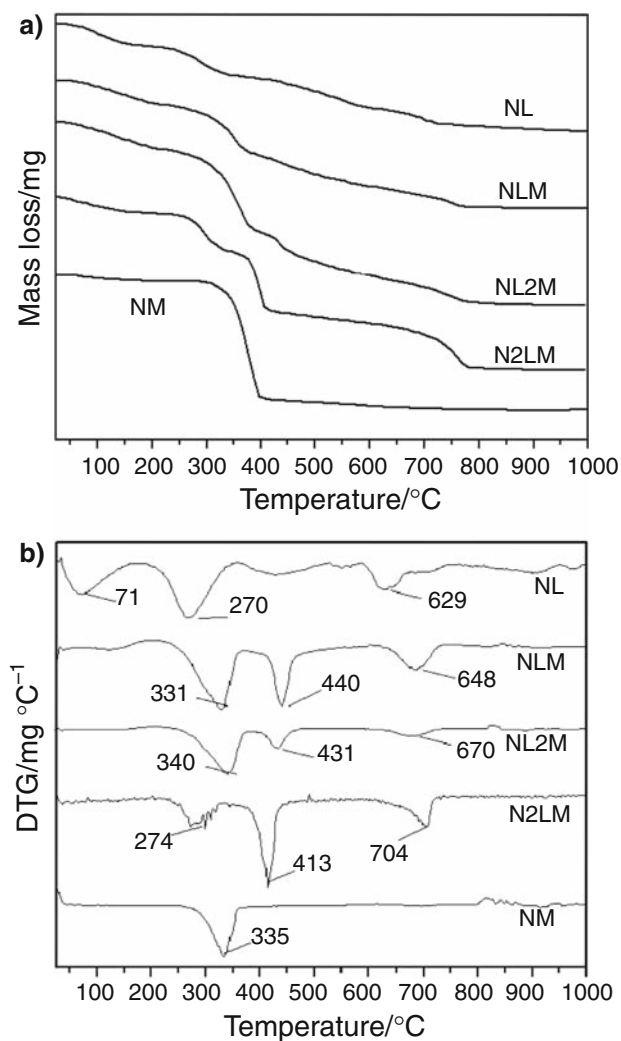 a)
Mass loss/mg
NL
NLM
NL2M
NM
N2LM
100 200 300 400 500 600 700 800 900 1000
Temperature/°C
b)
DTG/mg °C⁻¹
71
270
629
NL
331
440
648
NLM
340
431
670
NL2M
274
413
704
N2LM
335
NM
100 200 300 400 500 600 700 800 900 1000
Temperature/°C